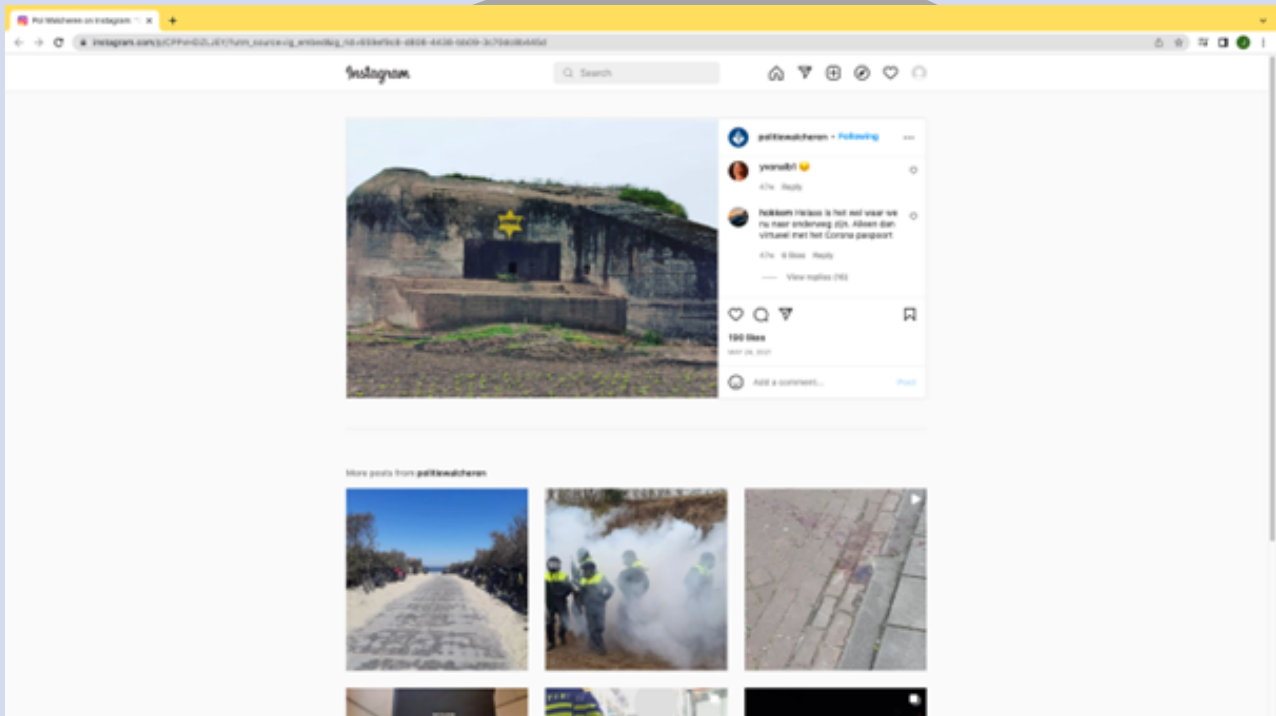 Instagram
Search
politiewalcheren • Following
yvonalb1
47w Reply
hokkem Helaas is het wel waar we
nu naar onderweg zijn. Alleen dan
virtueel met het Corona paspoort
47w 6 likes Reply
View replies (16)
190 likes
Add a comment...
Post
More posts from politiewalcheren